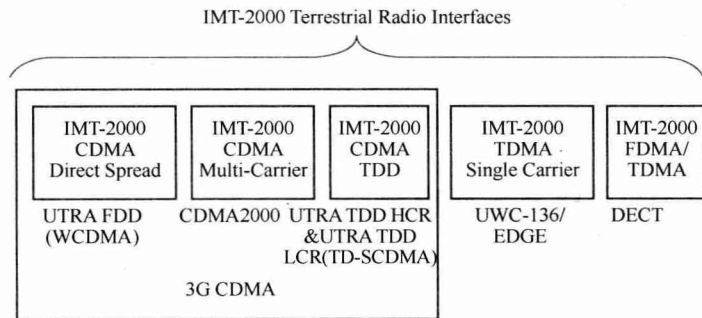 IMT-2000 Terrestrial Radio Interfaces
IMT-2000
CDMA
Direct Spread
IMT-2000
CDMA
Multi-Carrier
IMT-2000
CDMA
TDD
IMT-2000
TDMA
Single Carrier
IMT-2000
FDMA/
TDMA
UTRA FDD
(WCDMA)
CDMA2000
UTRA TDD HCR
&UTRA TDD
LCR(TD-SCDMA)
UWC-136/
EDGE
DECT
3G CDMA